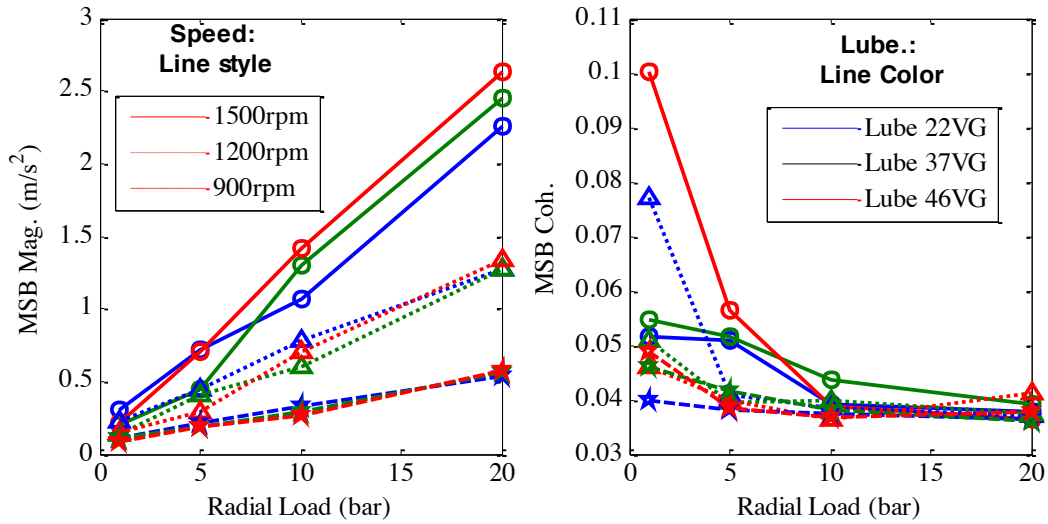 Speed:
Line style
1500rpm
1200rpm
900rpm
MSB Mag. (m/s²)
3
2.5
2
1.5
1
0.5
0
0 5 10 15 20
Radial Load (bar)
Lube.:
Line Color
Lube 22VG
Lube 37VG
Lube 46VG
MSB Coh.
0.11
0.1
0.09
0.08
0.07
0.06
0.05
0.04
0.03
0 5 10 15 20
Radial Load (bar)